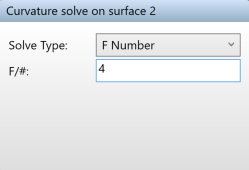 Curvature solve on surface 2
Solve Type: F Number
F/#: 4